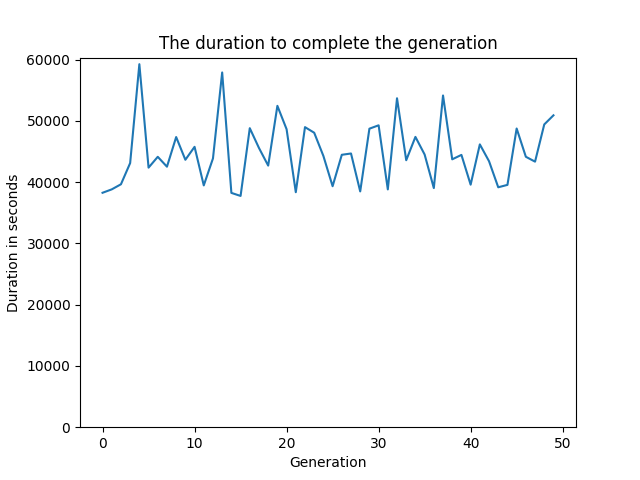 The duration to complete the generation
60000
50000
40000
30000
20000
10000
0
Duration in seconds
0 10 20 30 40 50
Generation